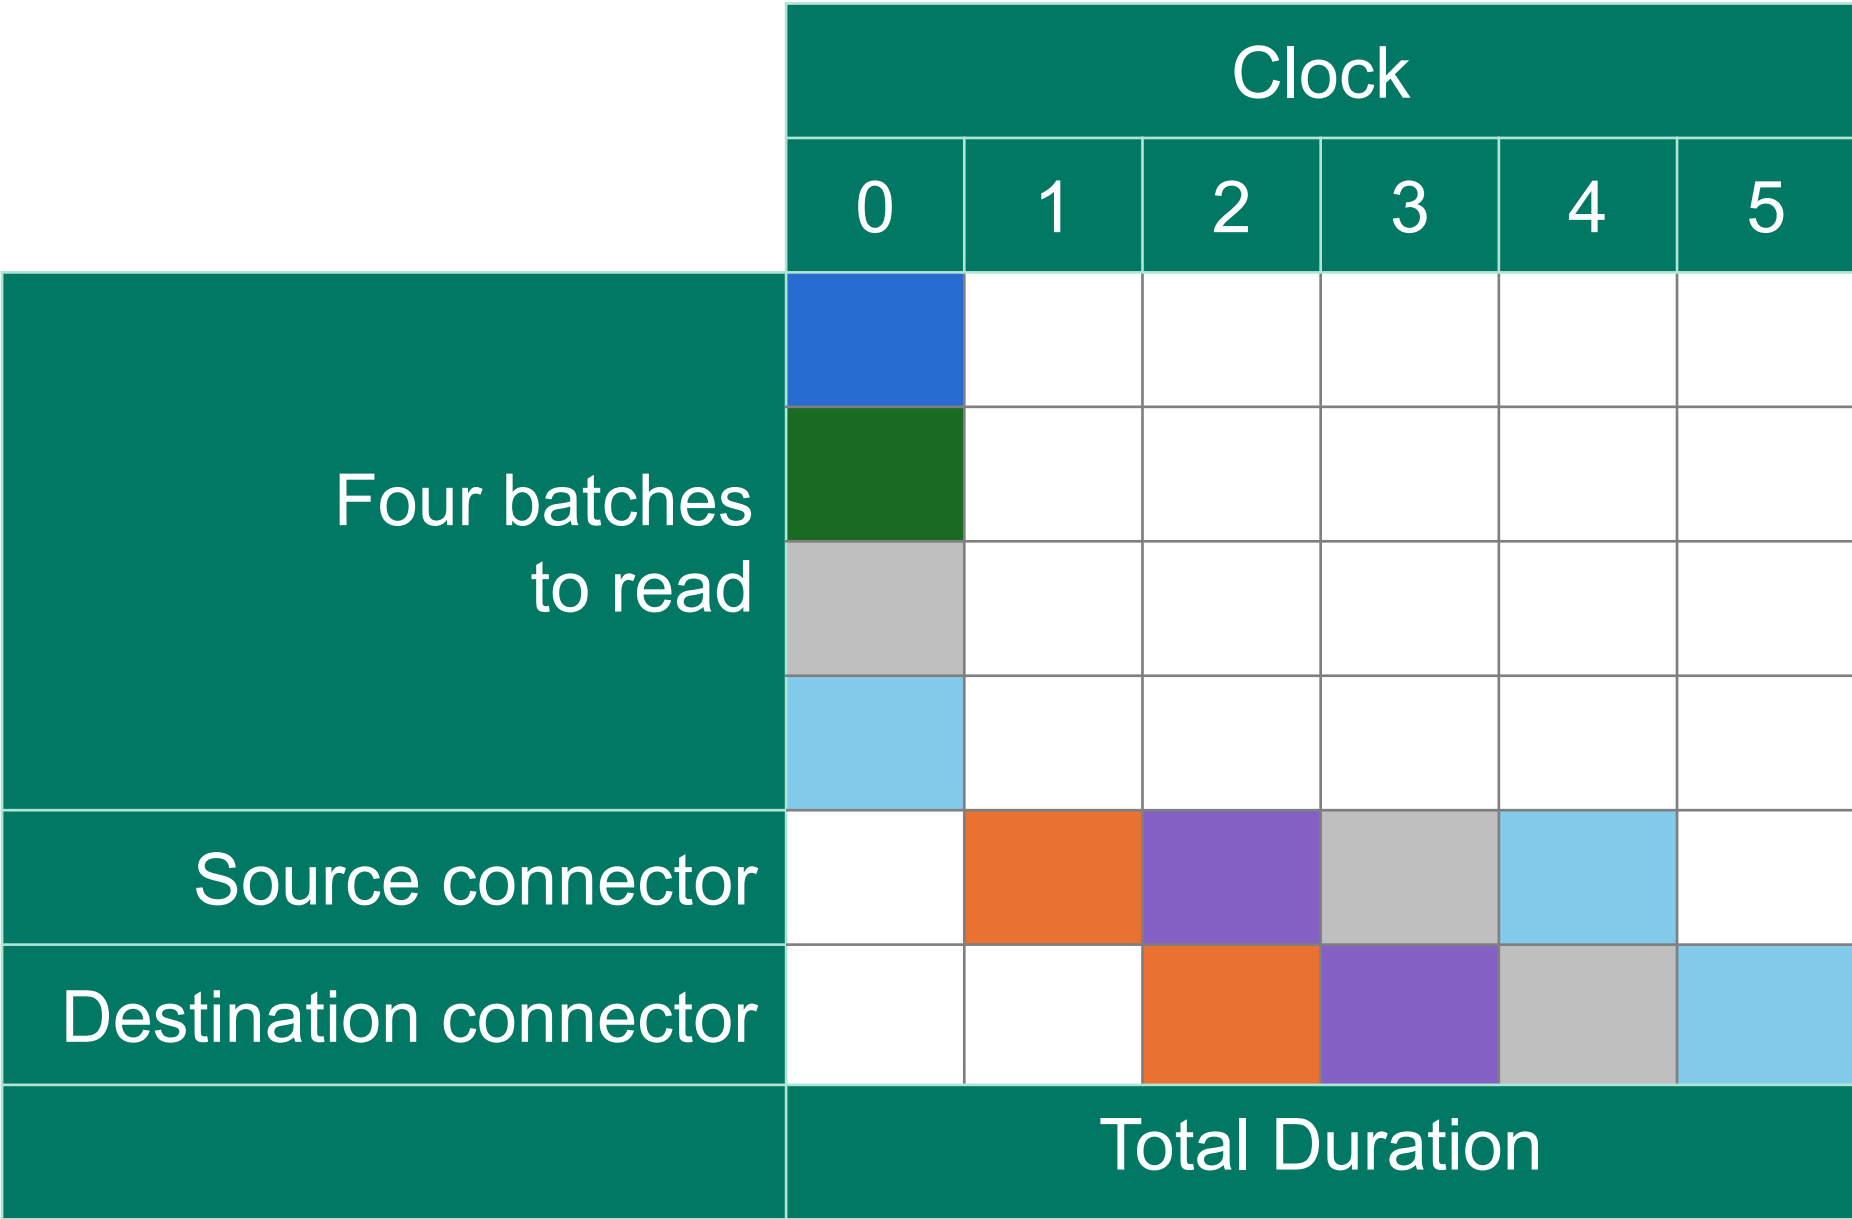 Clock
0 1 2 3 4 5
Four batches
to read
Source connector
Destination connector
Total Duration